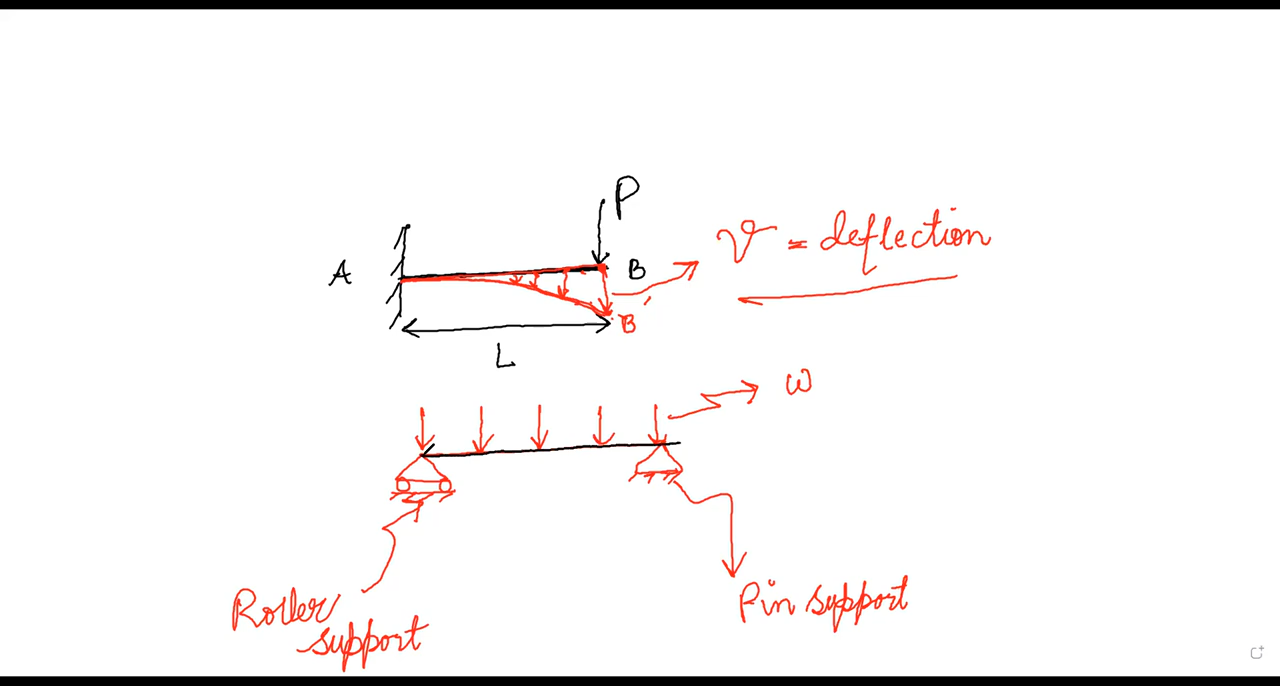 P
v = deflection
A
B
B'
L
w
Roller
support
Pin support